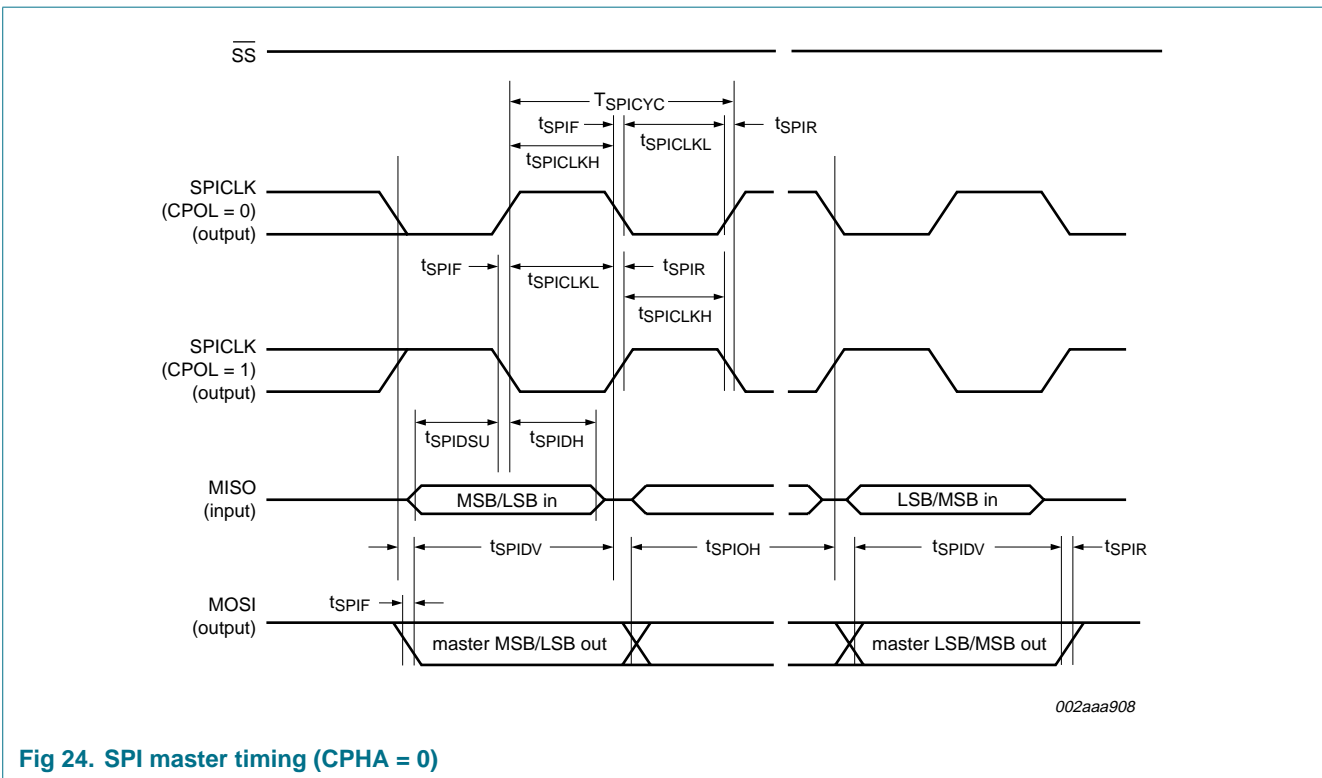 SS
TSPICYC
tSPIF tSPICLKL tSPIR
tSPICLKH
SPICLK
(CPOL = 0)
(output)
tSPIF tSPICLKL tSPIR
tSPICLKH
SPICLK
(CPOL = 1)
(output)
tSPIDSU tSPIDH
MISO
(input)
MSB/LSB in LSB/MSB in
tSPIDV tSPIOH tSPIDV tSPIR
tSPIF
MOSI
(output)
master MSB/LSB out master LSB/MSB out
002aaa908
Fig 24. SPI master timing (CPHA = 0)